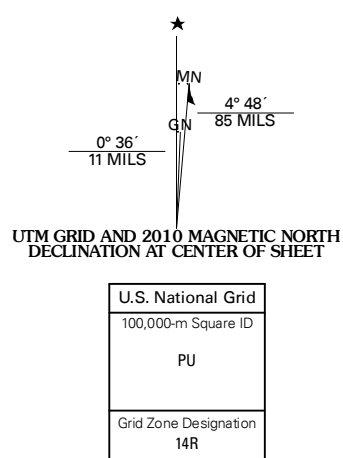 MN
GN
4° 48´
85 MILS
0° 36´
11 MILS
UTM GRID AND 2010 MAGNETIC NORTH
DECLINATION AT CENTER OF SHEET
U.S. National Grid
100,000-m Square ID
PU
Grid Zone Designation
14R